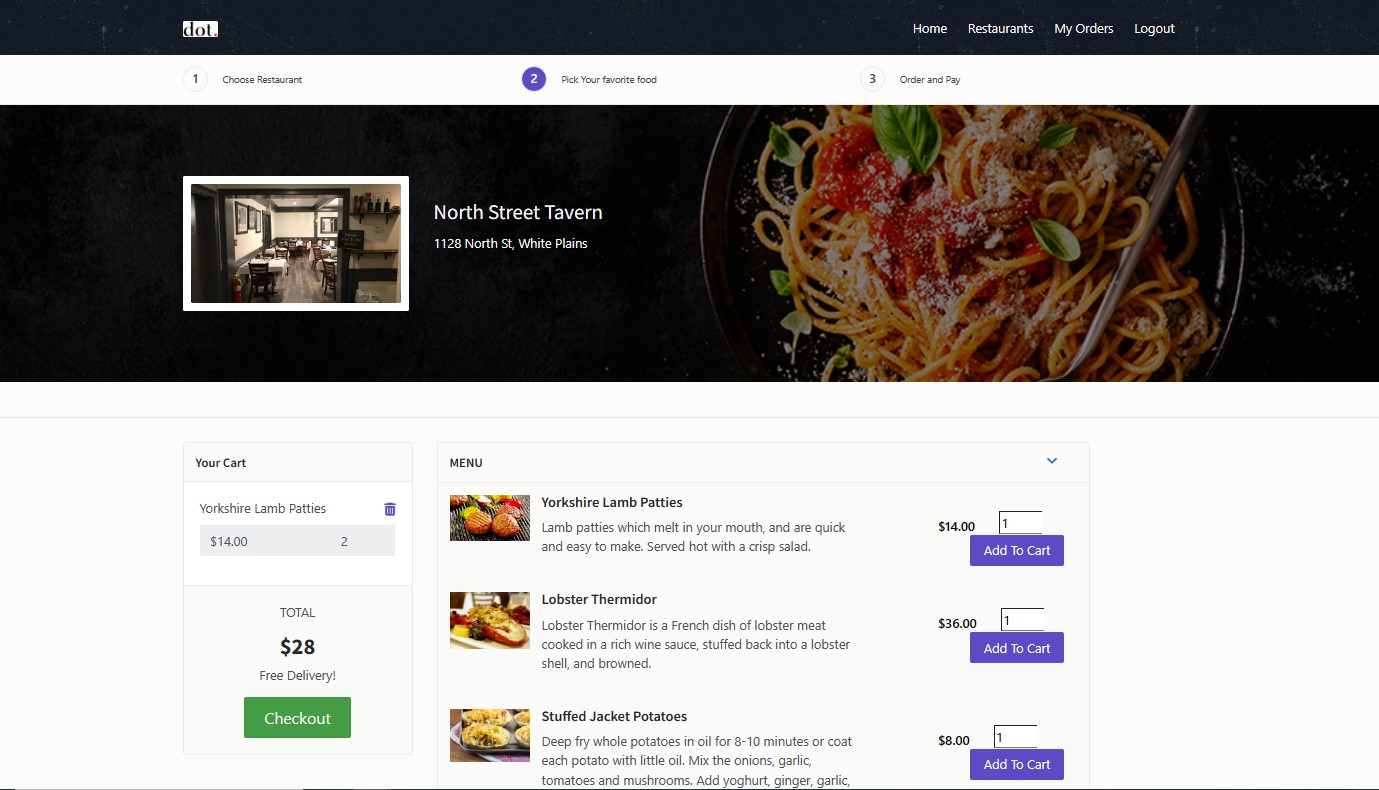 dot.
Home Restaurants My Orders Logout
1 Choose Restaurant 2 Pick Your favorite food 3 Order and Pay
North Street Tavern
1128 North St, White Plains
Your Cart
Yorkshire Lamb Patties
$14.00 2
TOTAL
$28
Free Delivery!
Checkout
MENU
Yorkshire Lamb Patties
Lamb patties which melt in your mouth, and are quick
and easy to make. Served hot with a crisp salad.
$14.00 1
Add To Cart
Lobster Thermidor
Lobster Thermidor is a French dish of lobster meat
cooked in a rich wine sauce, stuffed back into a lobster
shell, and browned.
$36.00 1
Add To Cart
Stuffed Jacket Potatoes
Deep fry whole potatoes in oil for 8-10 minutes or coat
each potato with little oil. Mix the onions, garlic,
tomatoes and mushrooms. Add yoghurt, ginger, garlic,
$8.00 1
Add To Cart